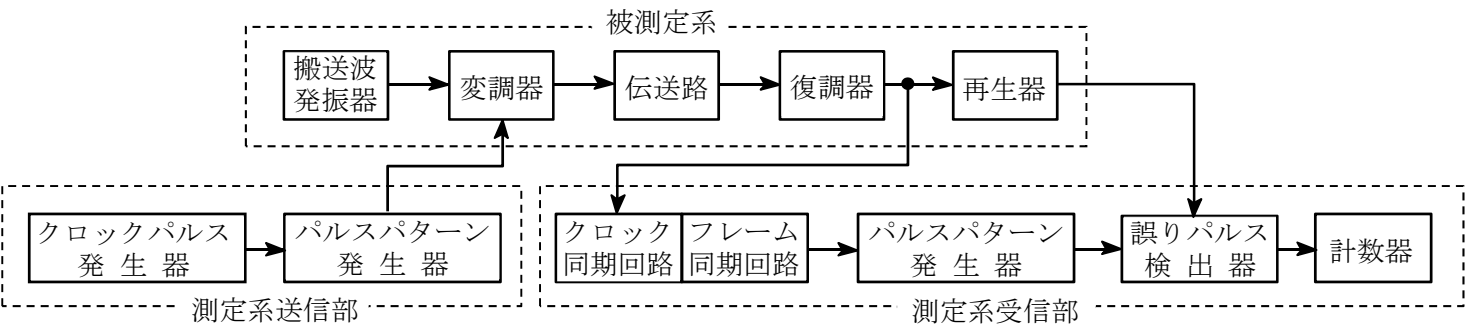 被測定系
搬送波
発振器
変調器
伝送路
復調器
再生器
クロックパルス
発生器
パルスパターン
発生器
測定系送信部
クロック
同期回路
フレーム
同期回路
パルスパターン
発生器
誤りパルス
検出器
計数器
測定系受信部